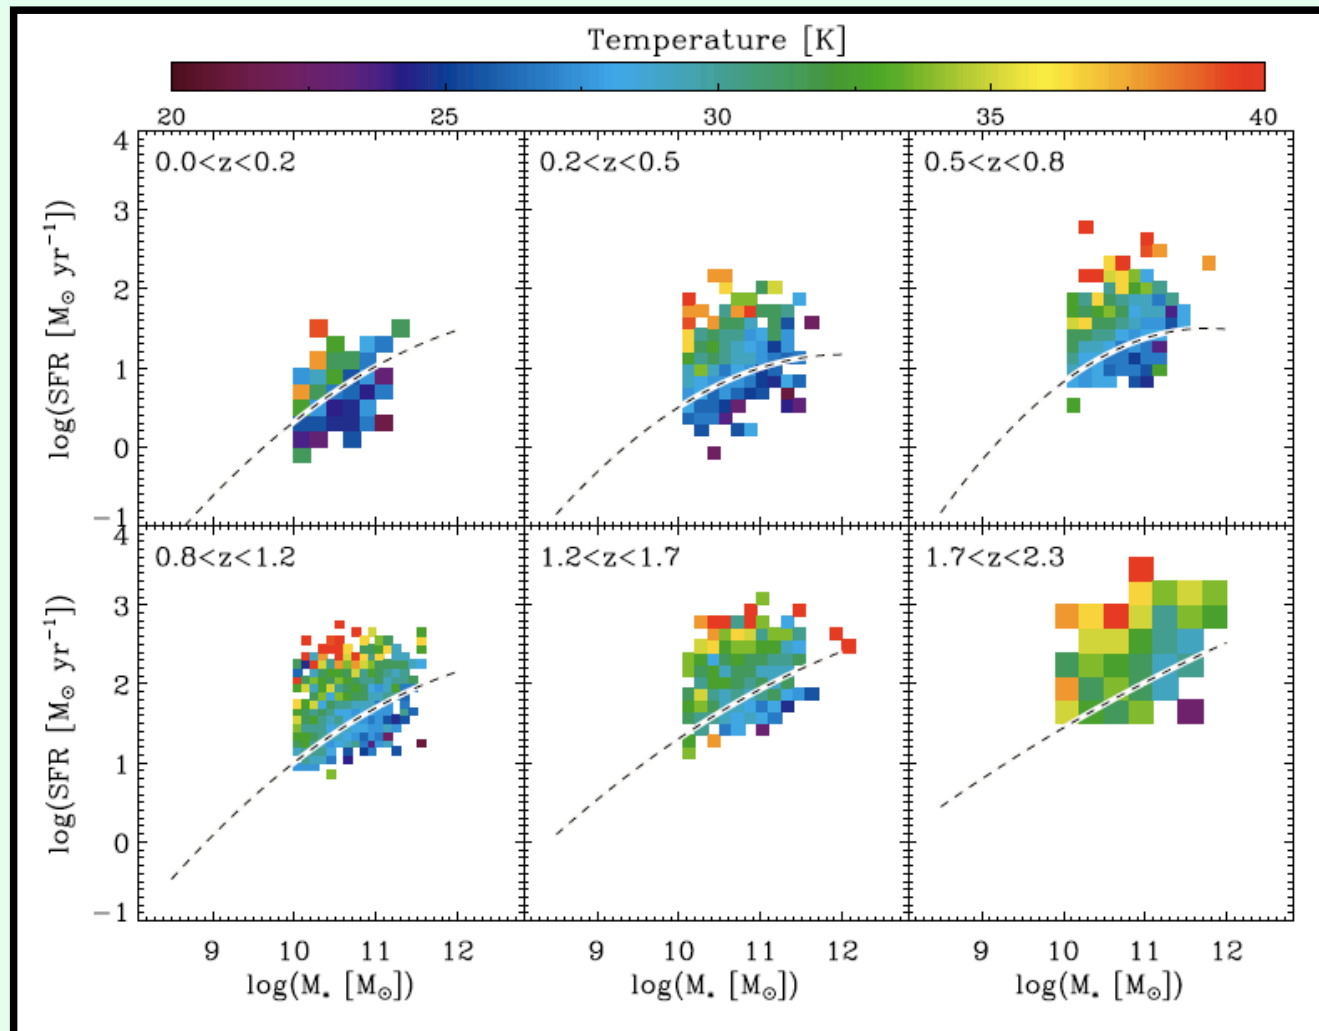 Temperature [K]
20 25 30 35 40
0.0<z<0.2 0.2<z<0.5 0.5<z<0.8
4
3
2
1
0
−1
log(SFR [M⊙ yr⁻¹])
0.8<z<1.2 1.2<z<1.7 1.7<z<2.3
4
3
2
1
0
−1
log(SFR [M⊙ yr⁻¹])
9 10 11 12 9 10 11 12 9 10 11 12
log(M* [M⊙]) log(M* [M⊙]) log(M* [M⊙])